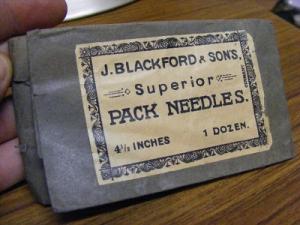 J. BLACKFORD & SONS,
Superior
PACK NEEDLES.
4½ INCHES 1 DOZEN.